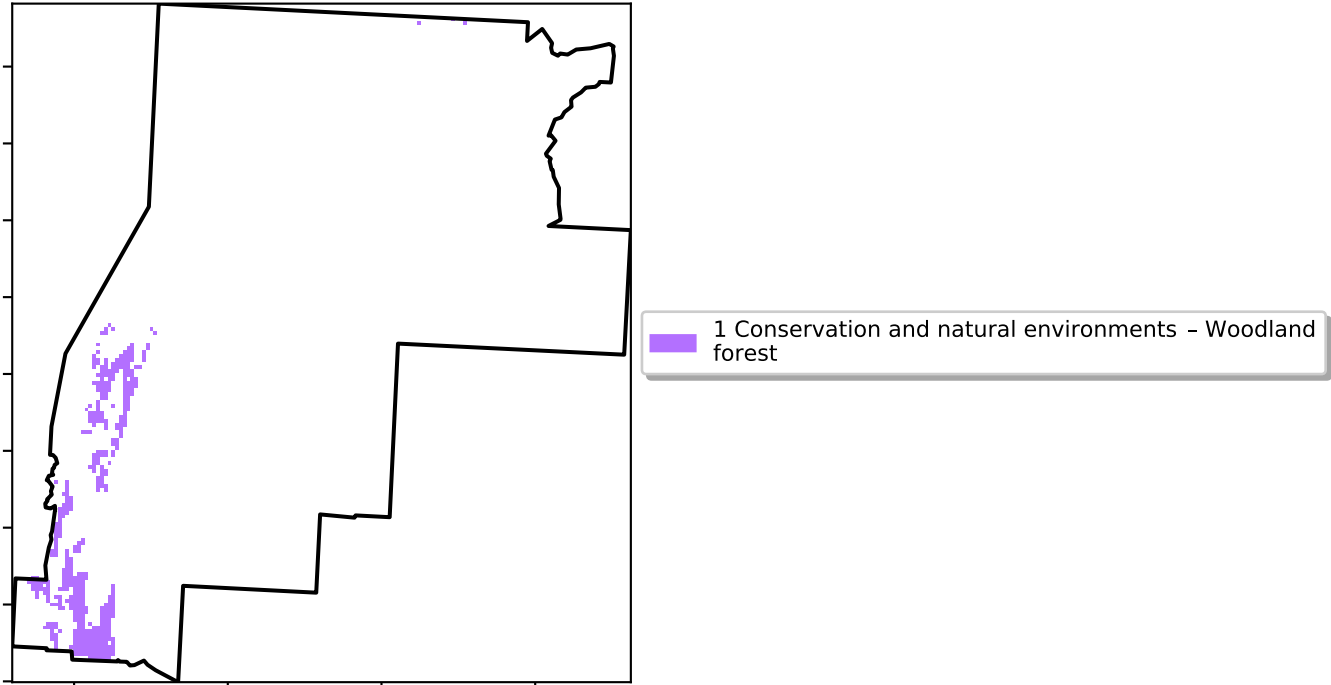 1 Conservation and natural environments – Woodland
forest